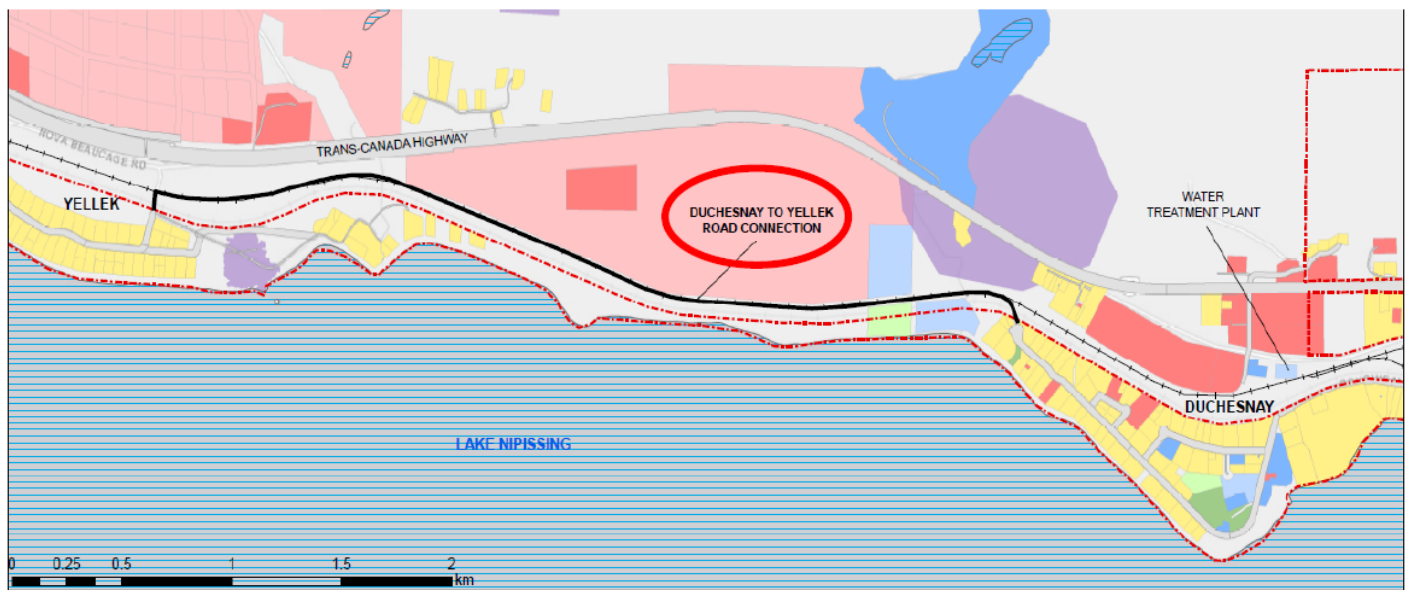 NOVA BEAUCAGE RD
TRANS-CANADA HIGHWAY
YELLEK
DUCHESNAY TO YELLEK
ROAD CONNECTION
WATER
TREATMENT PLANT
DUCHESNAY
LAKE NIPISSING
0 0.25 0.5 1 1.5 2
km